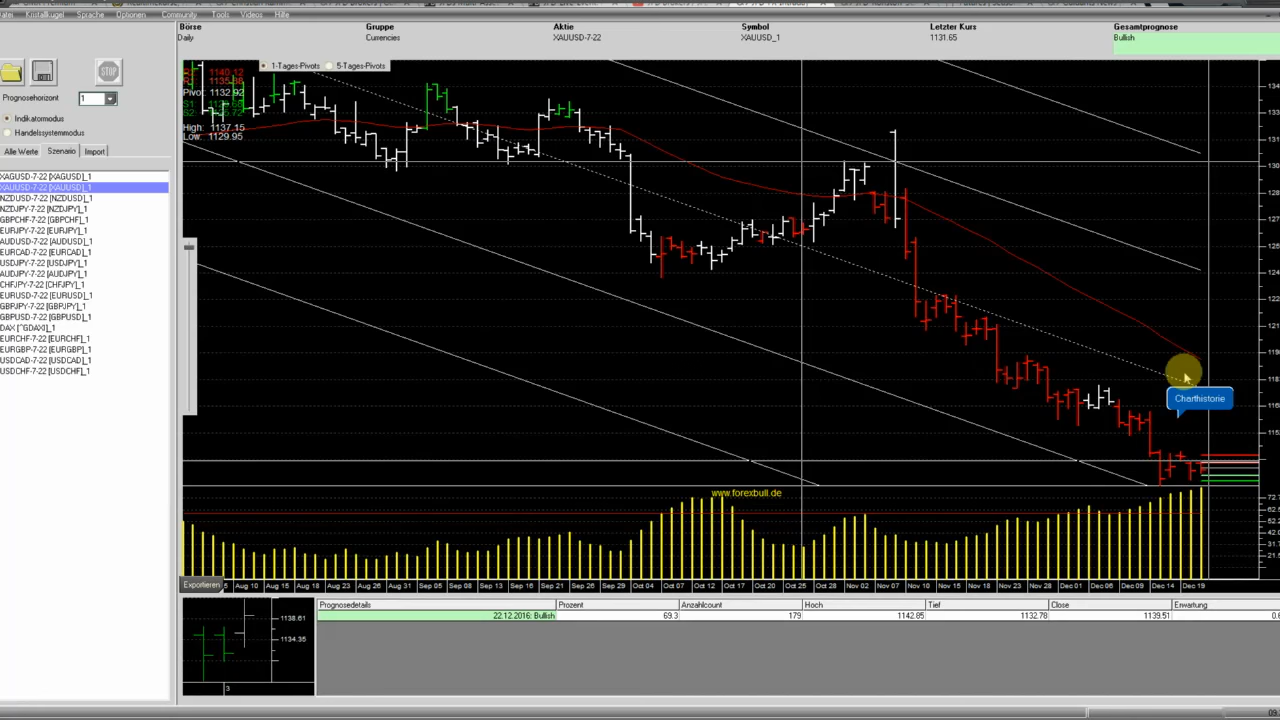 Kristallkugel Sprache Optionen Community Tools Videos Hilfe
Börse Gruppe Aktie Symbol Letzter Kurs Gesamtprognose
Daily Currencies XAUUSD-7-22 XAUUSD_1 1131.65 Bullish
STOP
Prognosehorizont 1
Indikatormodus
Handelssystemmodus
Alle Werte Szenario Import
XAGUSD-7-22 [XAGUSD]_1
XAUUSD-7-22 [XAUUSD]_1
NZDUSD-7-22 [NZDUSD]_1
NZDJPY-7-22 [NZDJPY]_1
GBPCHF-7-22 [GBPCHF]_1
EURJPY-7-22 [EURJPY]_1
AUDUSD-7-22 [AUDUSD]_1
EURCAD-7-22 [EURCAD]_1
USDJPY-7-22 [USDJPY]_1
AUDJPY-7-22 [AUDJPY]_1
CHFJPY-7-22 [CHFJPY]_1
EURUSD-7-22 [EURUSD]_1
GBPJPY-7-22 [GBPJPY]_1
GBPUSD-7-22 [GBPUSD]_1
DAX [^GDAXI]_1
EURCHF-7-22 [EURCHF]_1
EURGBP-7-22 [EURGBP]_1
USDCAD-7-22 [USDCAD]_1
USDCHF-7-22 [USDCHF]_1
1-Tages-Pivots 5-Tages-Pivots
1140.12
Pivot: 1132.92
High: 1137.15
Low: 1129.95
Charthistorie
www.forexbull.de
Exportieren
Aug 10 Aug 15 Aug 18 Aug 23 Aug 26 Aug 31 Sep 05 Sep 08 Sep 13 Sep 16 Sep 21 Sep 26 Sep 29 Oct 04 Oct 07 Oct 12 Oct 17 Oct 20 Oct 25 Oct 28 Nov 02 Nov 07 Nov 10 Nov 15 Nov 18 Nov 23 Nov 28 Dec 01 Dec 06 Dec 09 Dec 14 Dec 19
1138.61
1134.35
3
Prognosedetails Prozent Anzahlcount Hoch Tief Close Erwartung
22.12.2016: Bullish 69.3 179 1142.85 1132.78 1139.51